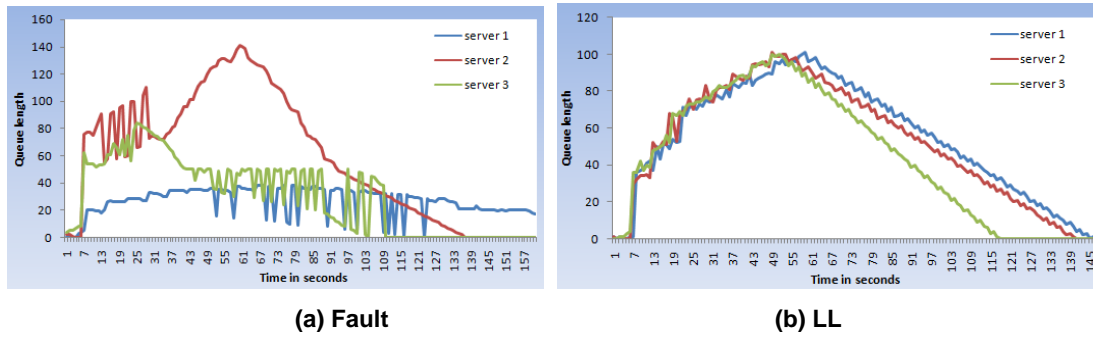 160
140
120
100
80
60
40
20
0
Queue length
server 1
server 2
server 3
1 7 13 19 25 31 37 43 49 55 61 67 73 79 85 91 97 103 109 115 121 127 133 139 145 151 157
Time in seconds
(a) Fault
120
100
80
60
40
20
0
Queue length
server 1
server 2
server 3
1 7 13 19 25 31 37 43 49 55 61 67 73 79 85 91 97 103 109 115 121 127 133 139 145
Time in seconds
(b) LL